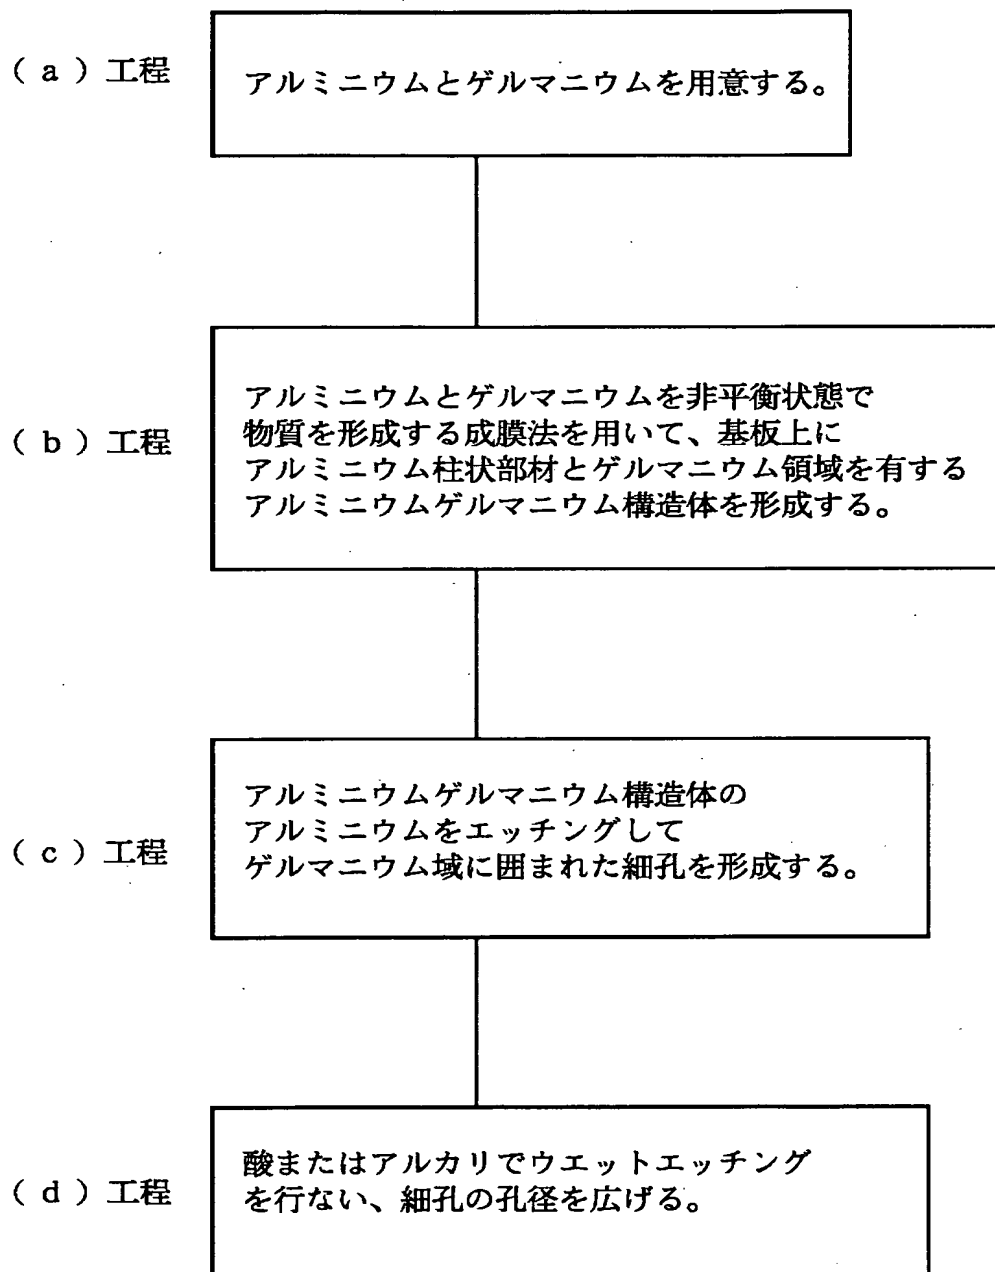 (a)工程
アルミニウムとゲルマニウムを用意する。
(b)工程
アルミニウムとゲルマニウムを非平衡状態で
物質を形成する成膜法を用いて、基板上に
アルミニウム柱状部材とゲルマニウム領域を有する
アルミニウムゲルマニウム構造体を形成する。
(c)工程
アルミニウムゲルマニウム構造体の
アルミニウムをエッチングして
ゲルマニウム域に囲まれた細孔を形成する。
(d)工程
酸またはアルカリでウエットエッチング
を行ない、細孔の孔径を広げる。